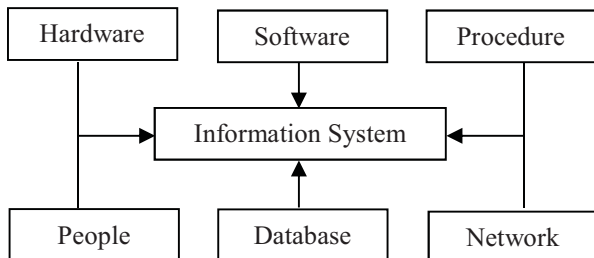 Hardware
Software
Procedure
Information System
People
Database
Network